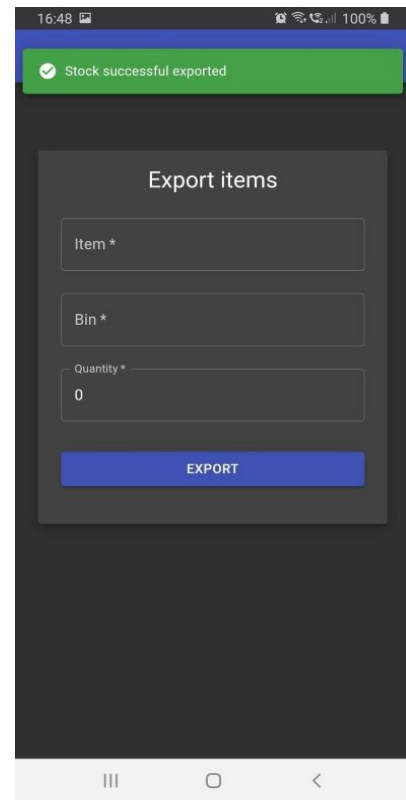 16:48 100%
Stock successful exported
Export items
Item *
Bin *
Quantity *
0
EXPORT